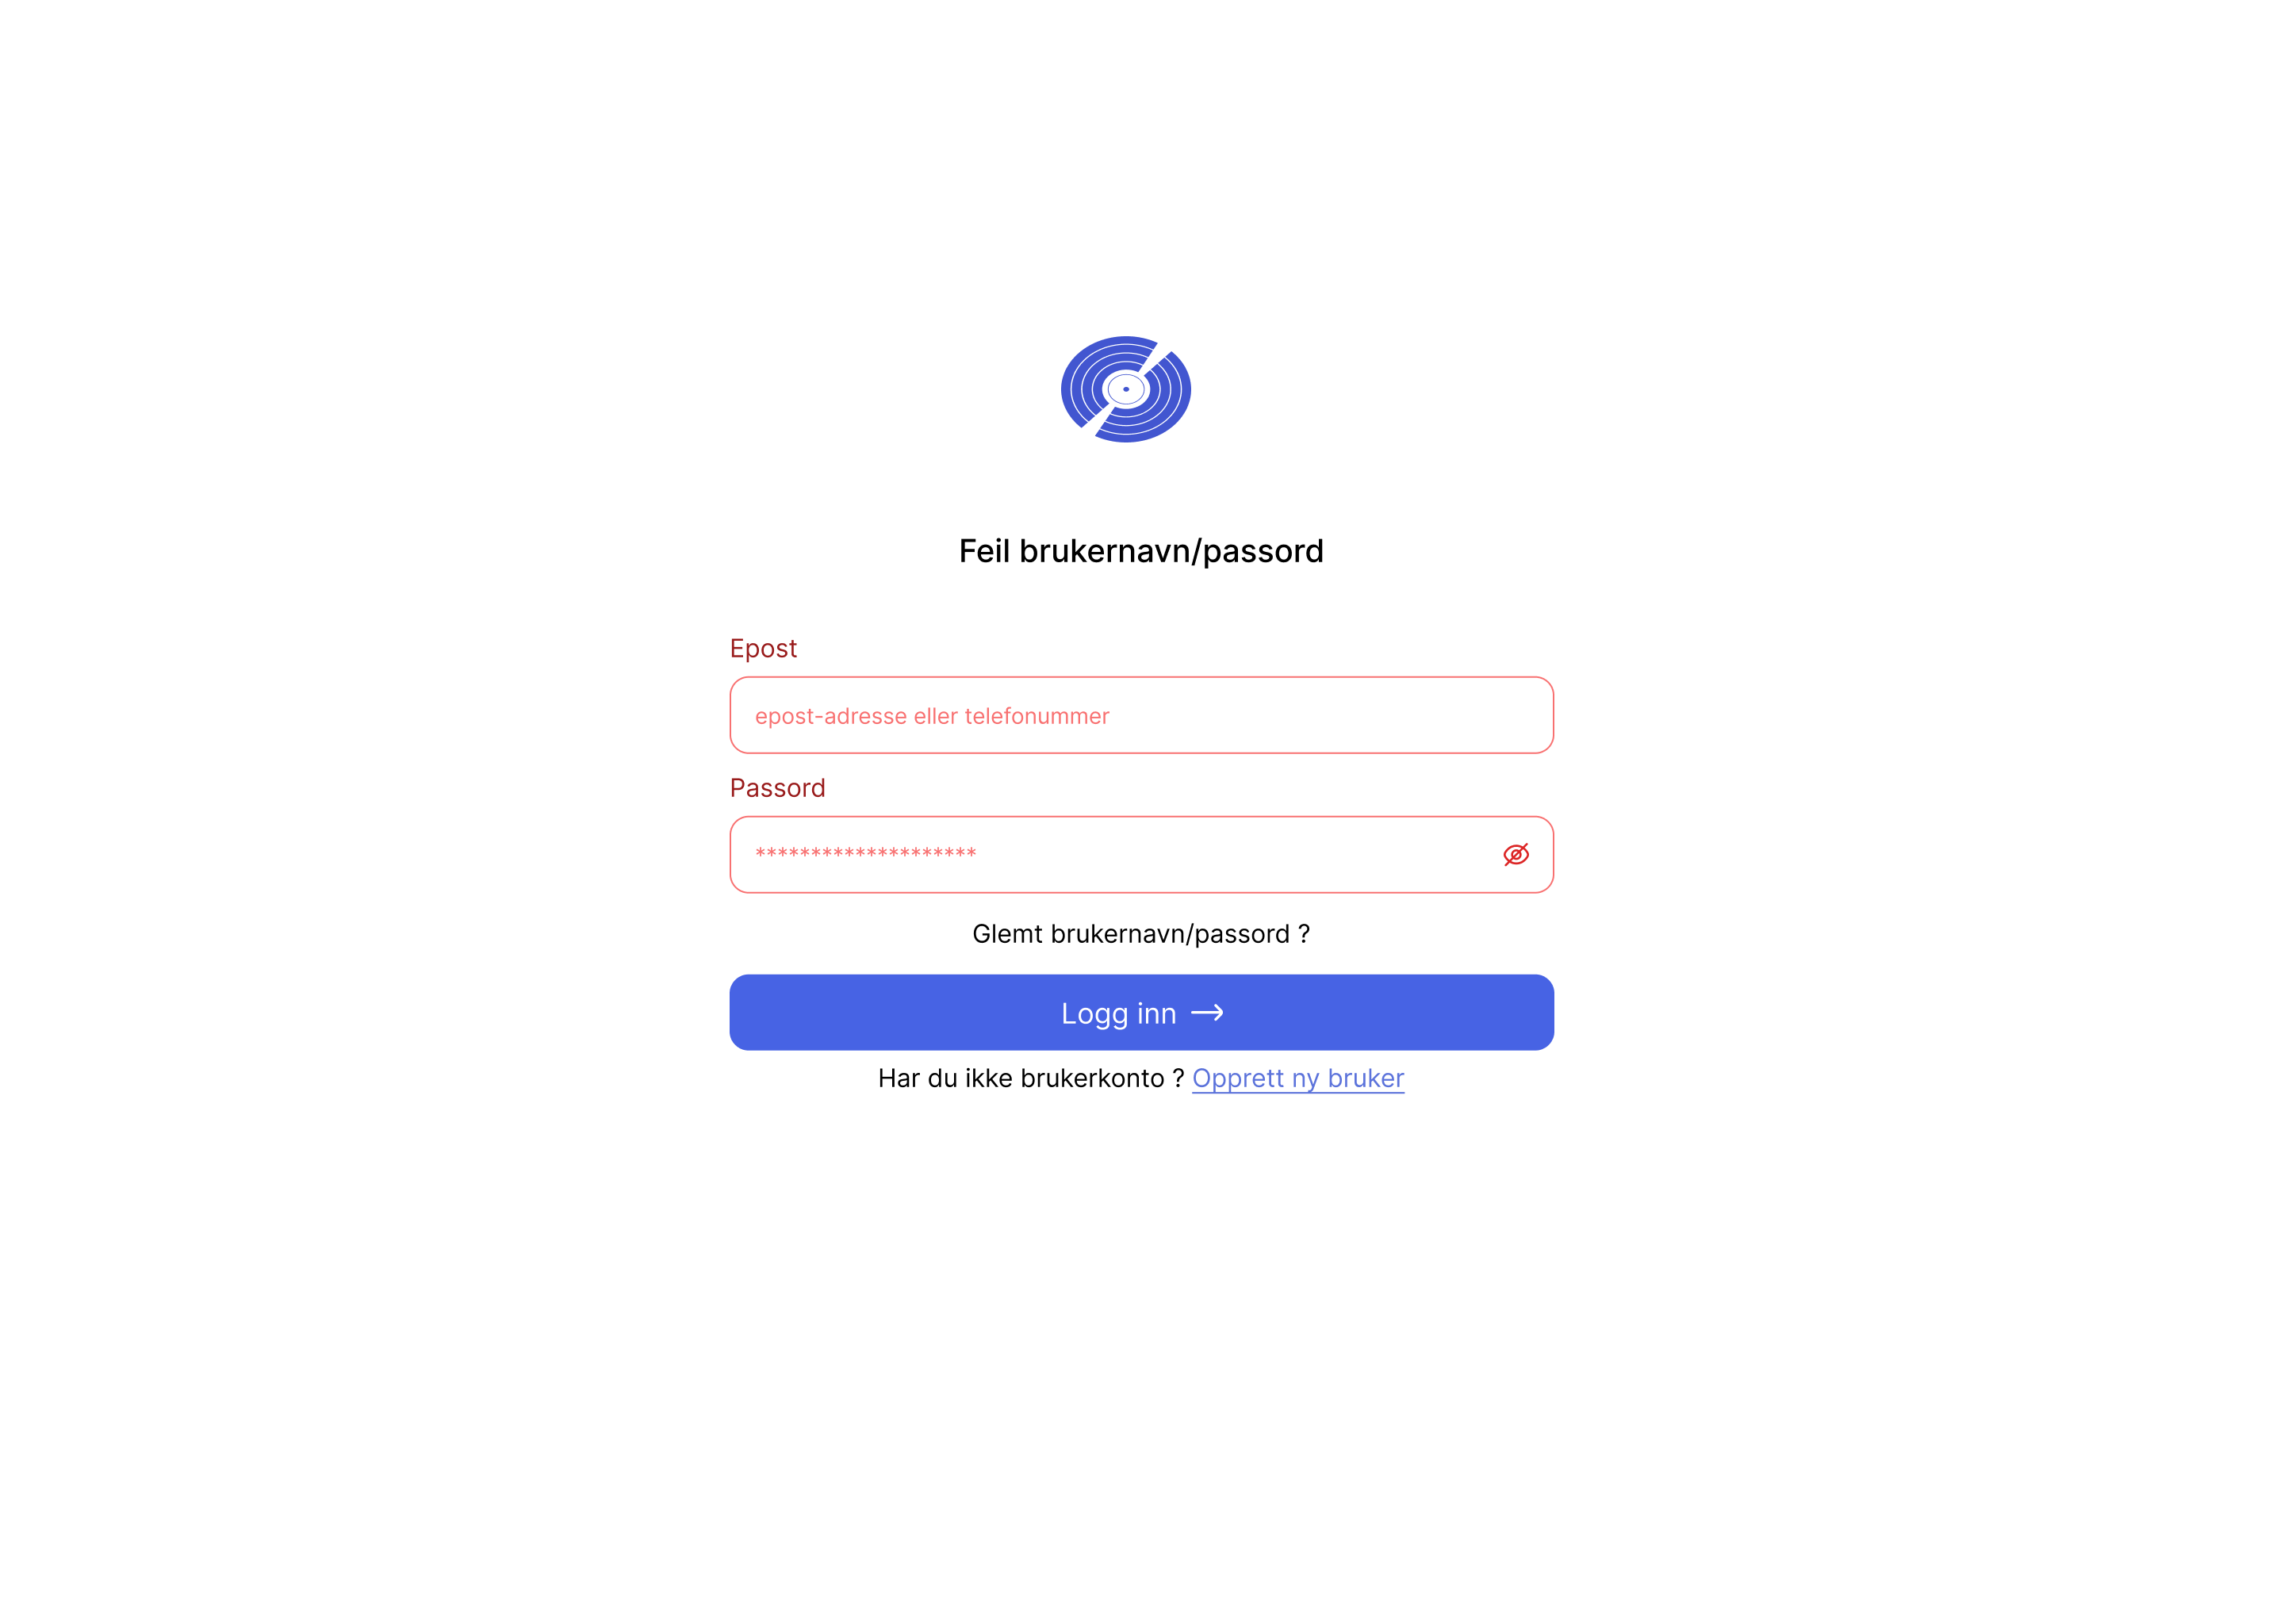 Feil brukernavn/passord
Epost
epost-adresse eller telefonummer
Passord
********************
Glemt brukernavn/passord ?
Logg inn
Har du ikke brukerkonto ? Opprett ny bruker